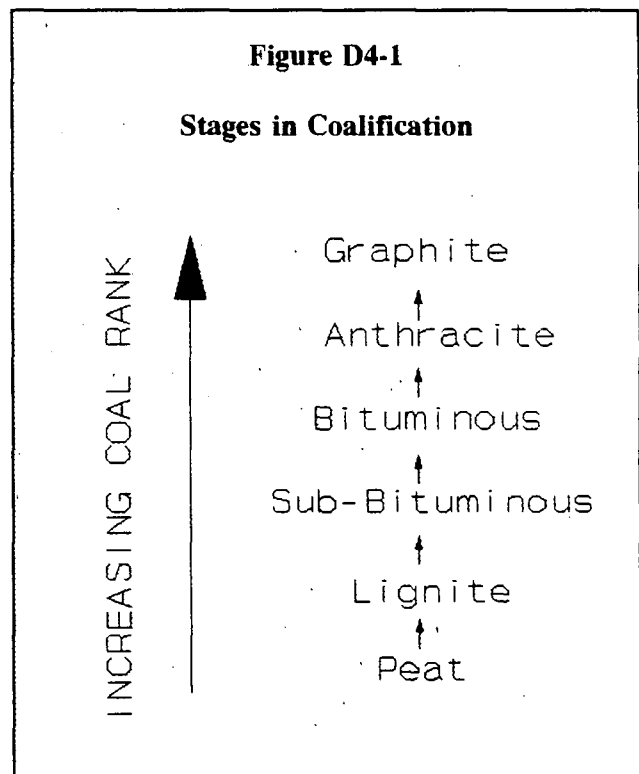 Figure D4-1
Stages in Coalification
INCREASING COAL RANK
Graphite
Anthracite
Bituminous
Sub-Bituminous
Lignite
Peat